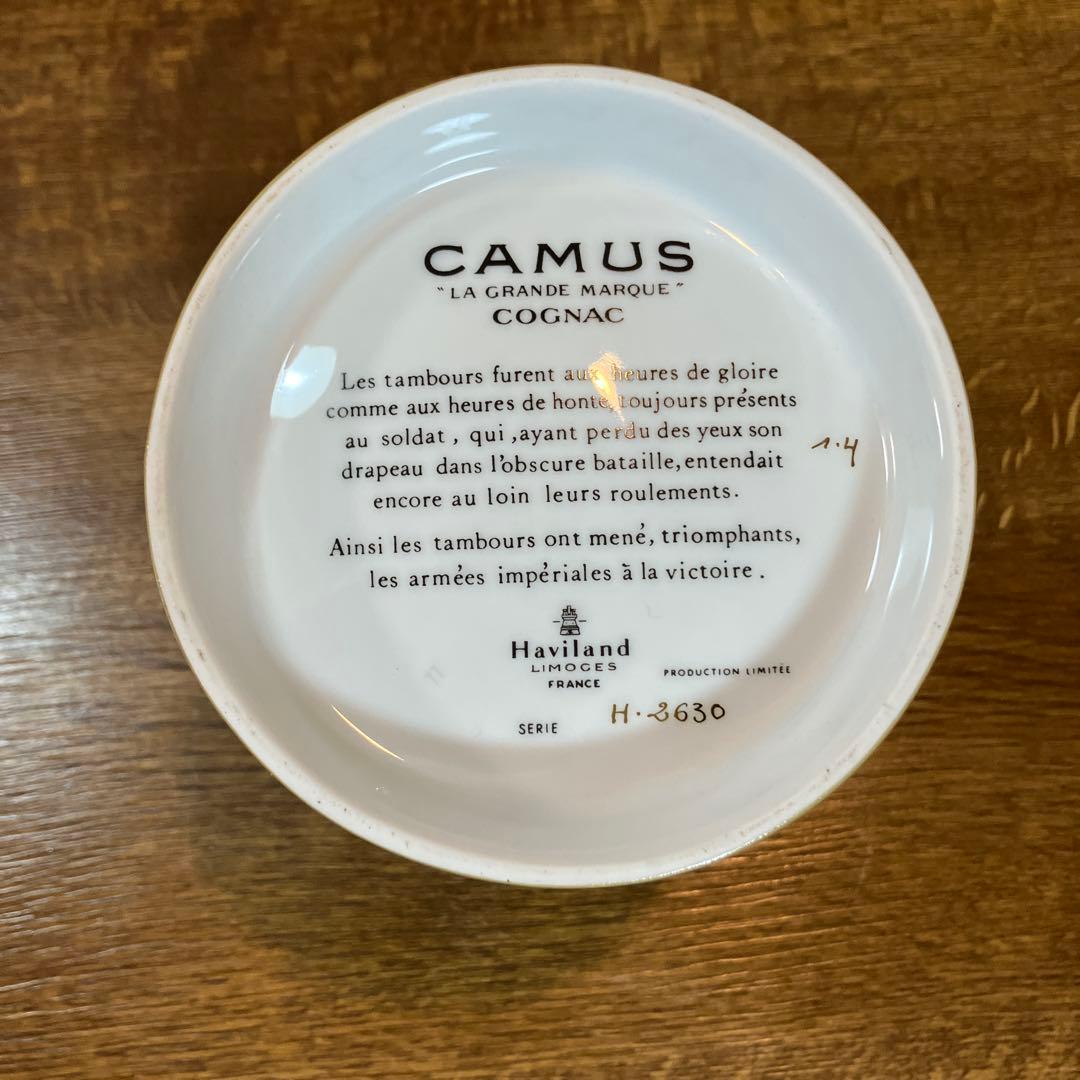 CAMUS
"LA GRANDE MARQUE"
COGNAC
Les tambours furent aux heures de gloire
comme aux heures de honte, toujours présents
au soldat, qui, ayant perdu des yeux son
drapeau dans l'obscure bataille, entendait
encore au loin leurs roulements.
1.4
Ainsi les tambours ont mené, triomphants,
les armées impériales à la victoire.
Haviland
LIMOGES
FRANCE
PRODUCTION LIMITÉE
SERIE H.2630